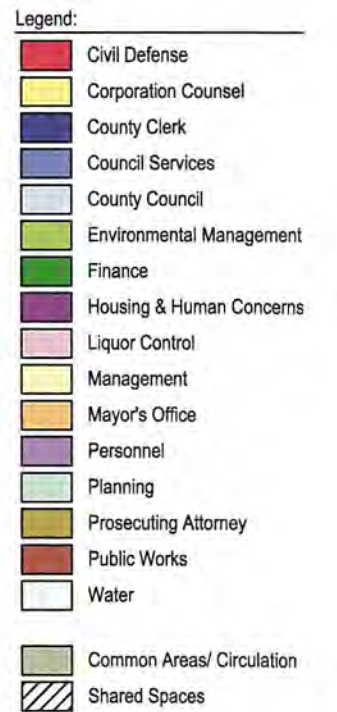 Legend:
Civil Defense
Corporation Counsel
County Clerk
Council Services
County Council
Environmental Management
Finance
Housing & Human Concerns
Liquor Control
Management
Mayor's Office
Personnel
Planning
Prosecuting Attorney
Public Works
Water
Common Areas/ Circulation
Shared Spaces